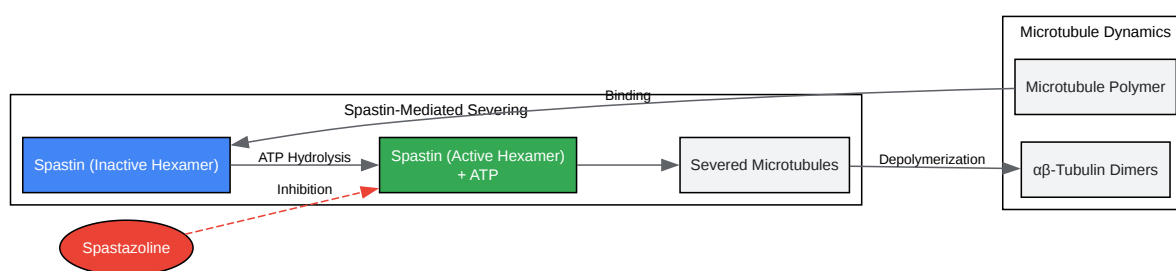 Microtubule Dynamics
Microtubule Polymer
Binding
Spastin-Mediated Severing
Spastin (Inactive Hexamer)
ATP Hydrolysis
Spastin (Active Hexamer)
+ ATP
Severed Microtubules
Depolymerization
αβ-Tubulin Dimers
Inhibition
Spastazoline